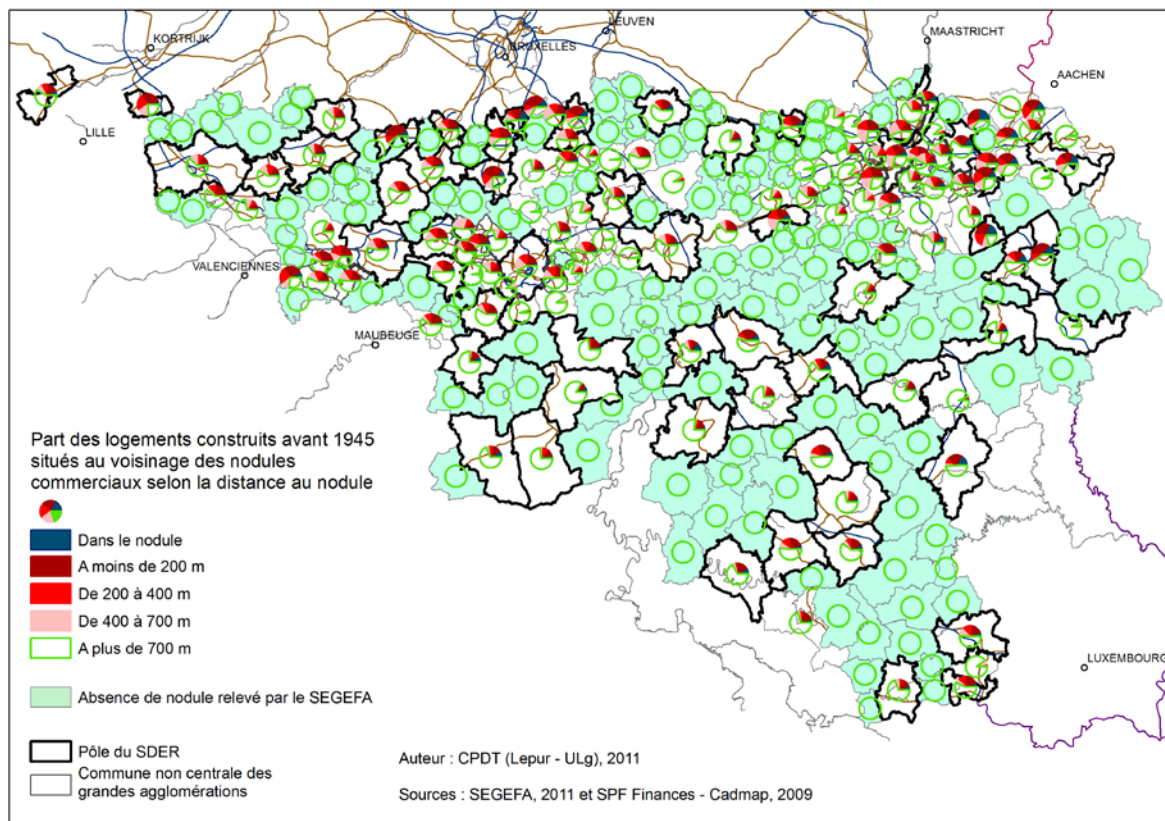 KORTRIJK
LEUVEN
BRUXELLES
MAASTRICHT
AACHEN
LILLE
VALENCIENNES
MAUBEUGE
LUXEMBOURG
Part des logements construits avant 1945
situés au voisinage des nodules
commerciaux selon la distance au nodule
Dans le nodule
A moins de 200 m
De 200 à 400 m
De 400 à 700 m
A plus de 700 m
Absence de nodule relevé par le SEGEFA
Pôle du SDER
Commune non centrale des
grandes agglomérations
Auteur : CPDT (Lepur - ULg), 2011
Sources : SEGEFA, 2011 et SPF Finances - Cadmap, 2009